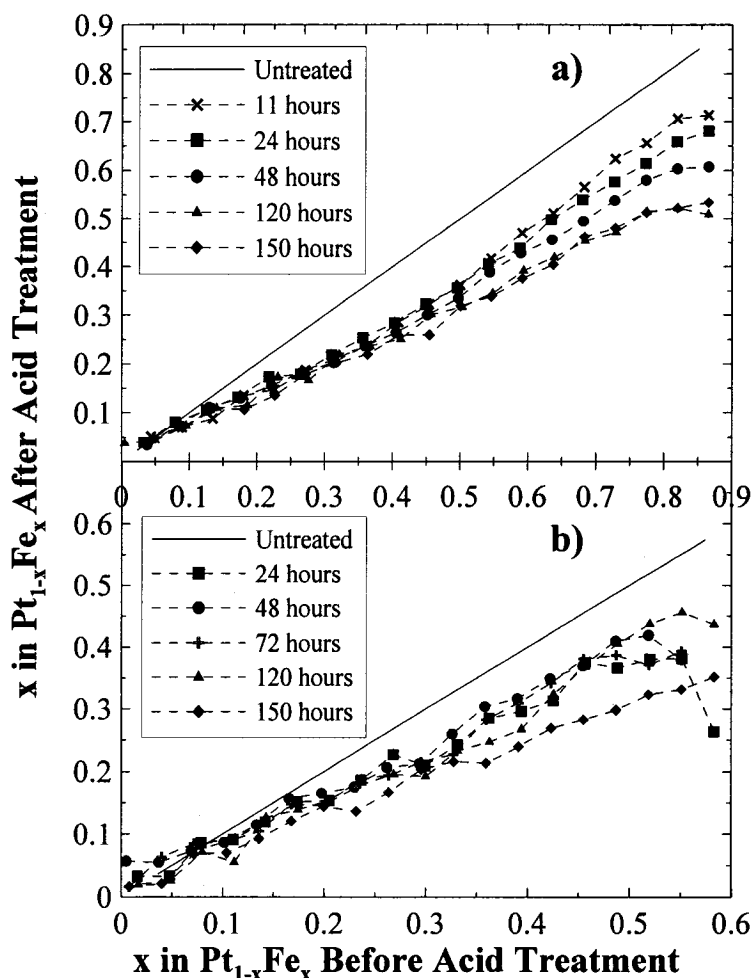 0.9
0.8
0.7
0.6
0.5
0.4
0.3
0.2
0.1
a)
Untreated
11 hours
24 hours
48 hours
120 hours
150 hours
0 0.1 0.2 0.3 0.4 0.5 0.6 0.7 0.8 0.9
x in Pt1-xFex After Acid Treatment
0.6
0.5
0.4
0.3
0.2
0.1
0
b)
Untreated
24 hours
48 hours
72 hours
120 hours
150 hours
0 0.1 0.2 0.3 0.4 0.5 0.6
x in Pt1-xFex Before Acid Treatment